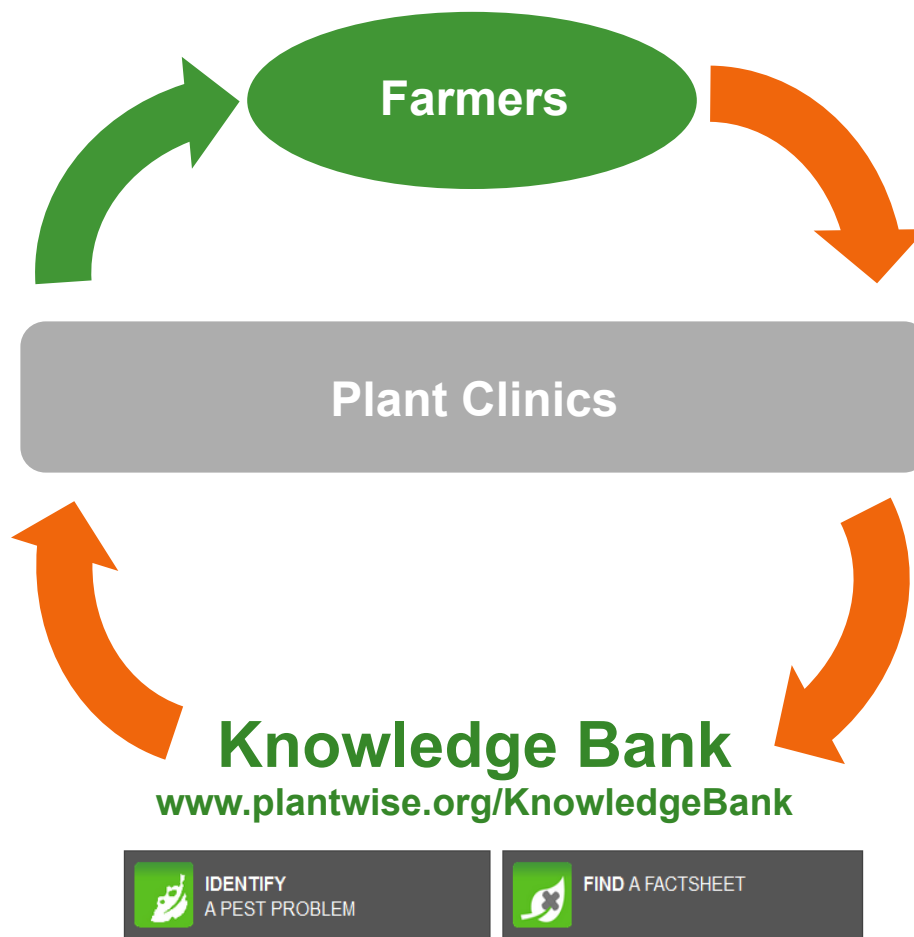 Farmers
Plant Clinics
Knowledge Bank
www.plantwise.org/KnowledgeBank
IDENTIFY
A PEST PROBLEM
FIND A FACTSHEET